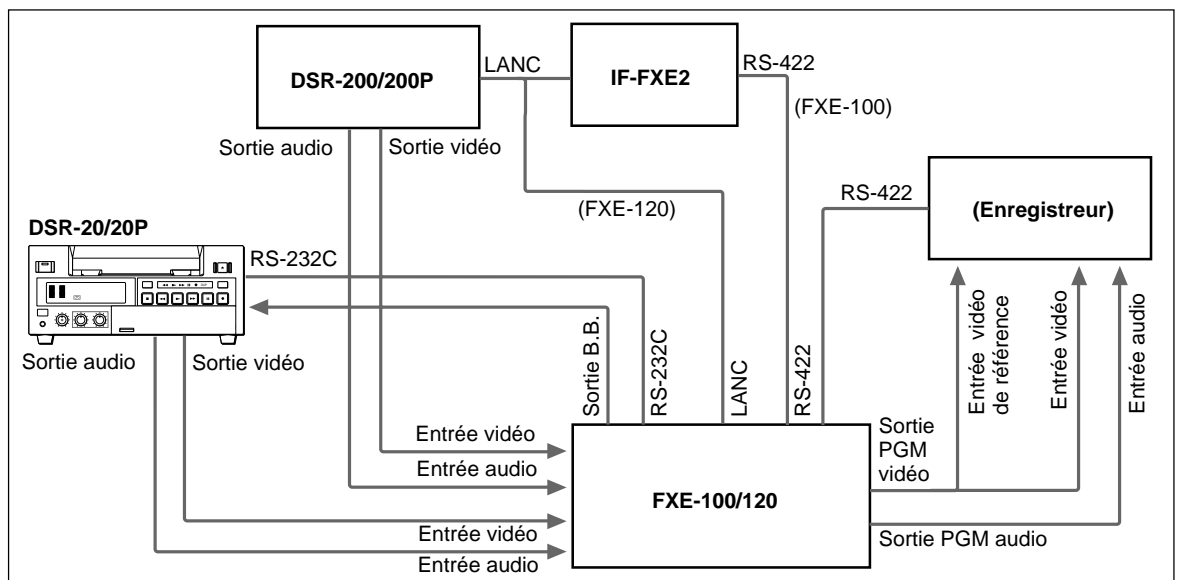 DSR-200/200P
LANC
IF-FXE2
RS-422
(FXE-100)
Sortie audio
Sortie vidéo
(FXE-120)
RS-422
(Enregistreur)
DSR-20/20P
RS-232C
Sortie audio
Sortie vidéo
Sortie B.B.
RS-232C
LANC
RS-422
Entrée vidéo
de référence
Entrée vidéo
Entrée audio
Entrée vidéo
Entrée audio
Entrée vidéo
Entrée audio
FXE-100/120
Sortie
PGM
vidéo
Sortie PGM audio